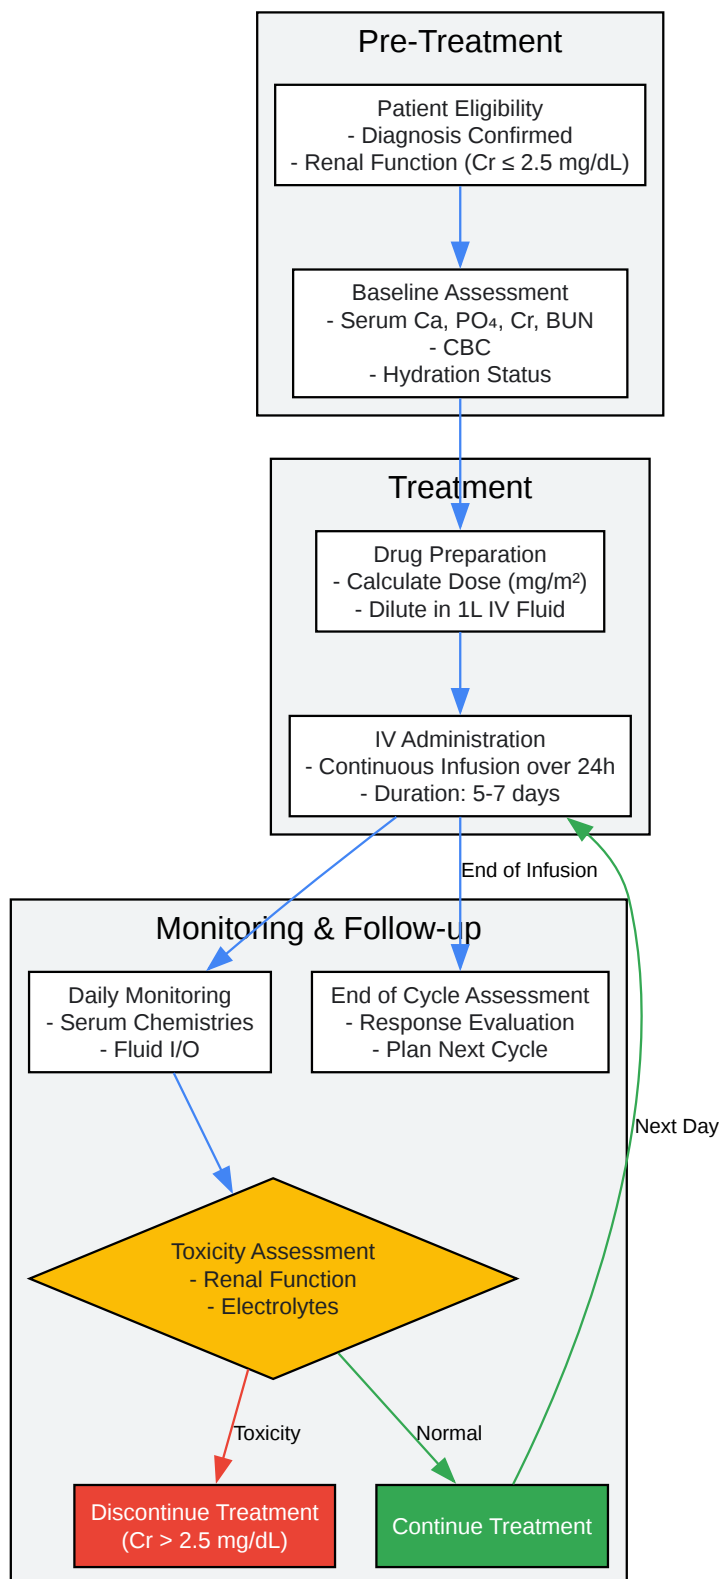 Pre-Treatment
Patient Eligibility
- Diagnosis Confirmed
- Renal Function (Cr ≤ 2.5 mg/dL)
Baseline Assessment
- Serum Ca, PO₄, Cr, BUN
- CBC
- Hydration Status
Treatment
Drug Preparation
- Calculate Dose (mg/m²)
- Dilute in 1L IV Fluid
IV Administration
- Continuous Infusion over 24h
- Duration: 5-7 days
End of Infusion
Monitoring & Follow-up
Daily Monitoring
- Serum Chemistries
- Fluid I/O
End of Cycle Assessment
- Response Evaluation
- Plan Next Cycle
Next Day
Toxicity Assessment
- Renal Function
- Electrolytes
Toxicity
Normal
Discontinue Treatment
(Cr > 2.5 mg/dL)
Continue Treatment